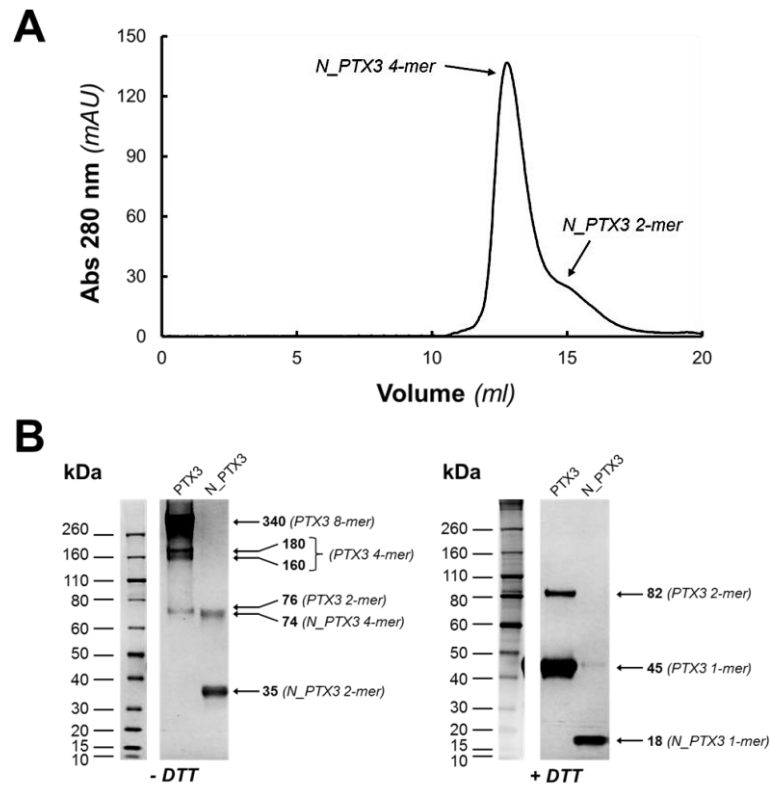 A
150
120
90
60
30
0
Abs 280 nm (mAU)
N_PTX3 4-mer
N_PTX3 2-mer
0 5 10 15 20
Volume (ml)
B
kDa
PTX3 N_PTX3
260
160
110
80
60
50
40
30
20
15
10
340 (PTX3 8-mer)
180
160
(PTX3 4-mer)
76 (PTX3 2-mer)
74 (N_PTX3 4-mer)
35 (N_PTX3 2-mer)
- DTT
kDa
PTX3 N_PTX3
260
160
110
80
60
50
40
30
20
15
10
82 (PTX3 2-mer)
45 (PTX3 1-mer)
18 (N_PTX3 1-mer)
+ DTT